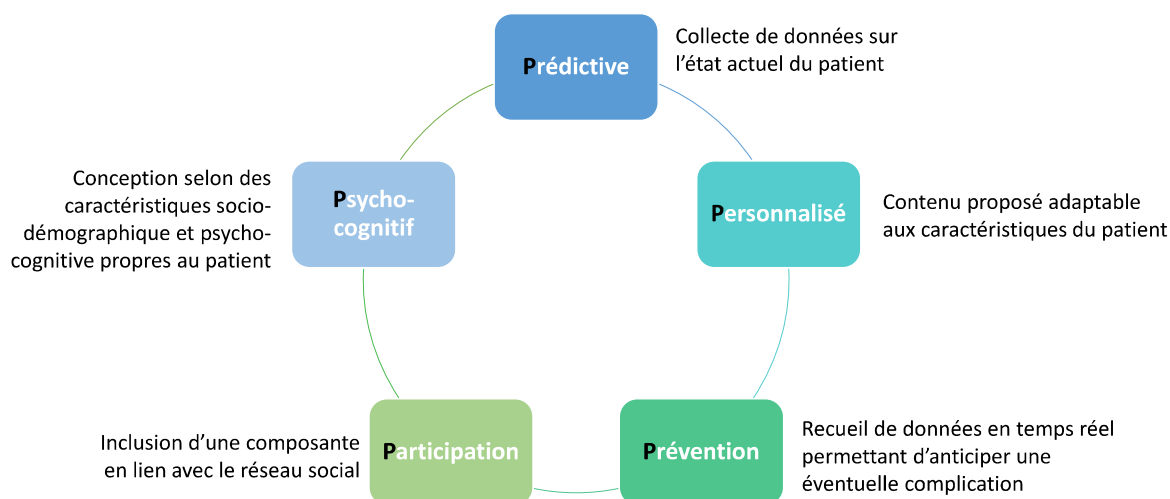 Prédictive
Collecte de données sur
l'état actuel du patient
Personnalisé
Contenu proposé adaptable
aux caractéristiques du patient
Prévention
Recueil de données en temps réel
permettant d'anticiper une
éventuelle complication
Participation
Inclusion d'une composante
en lien avec le réseau social
Psycho-
cognitif
Conception selon des
caractéristiques socio-
démographique et psycho-
cognitive propres au patient